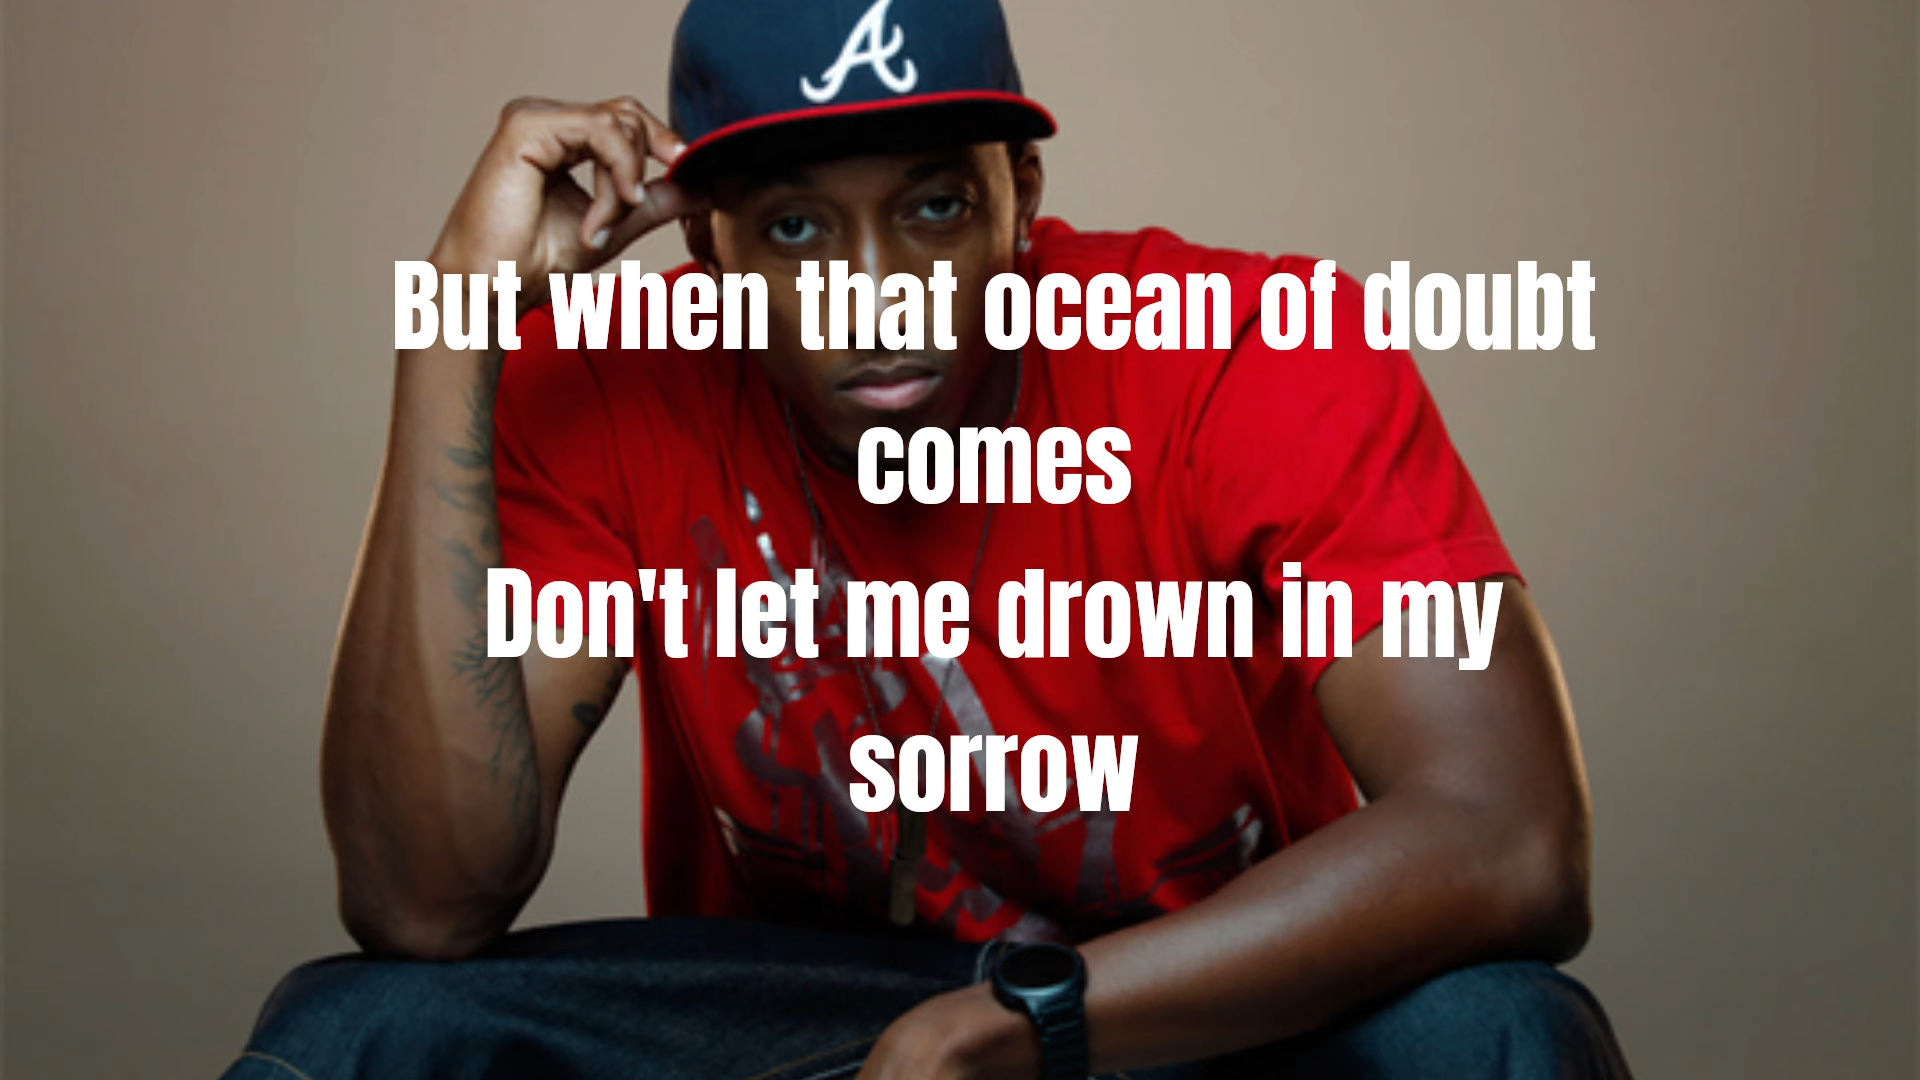 A
But when that ocean of doubt
comes
Don't let me drown in my
sorrow